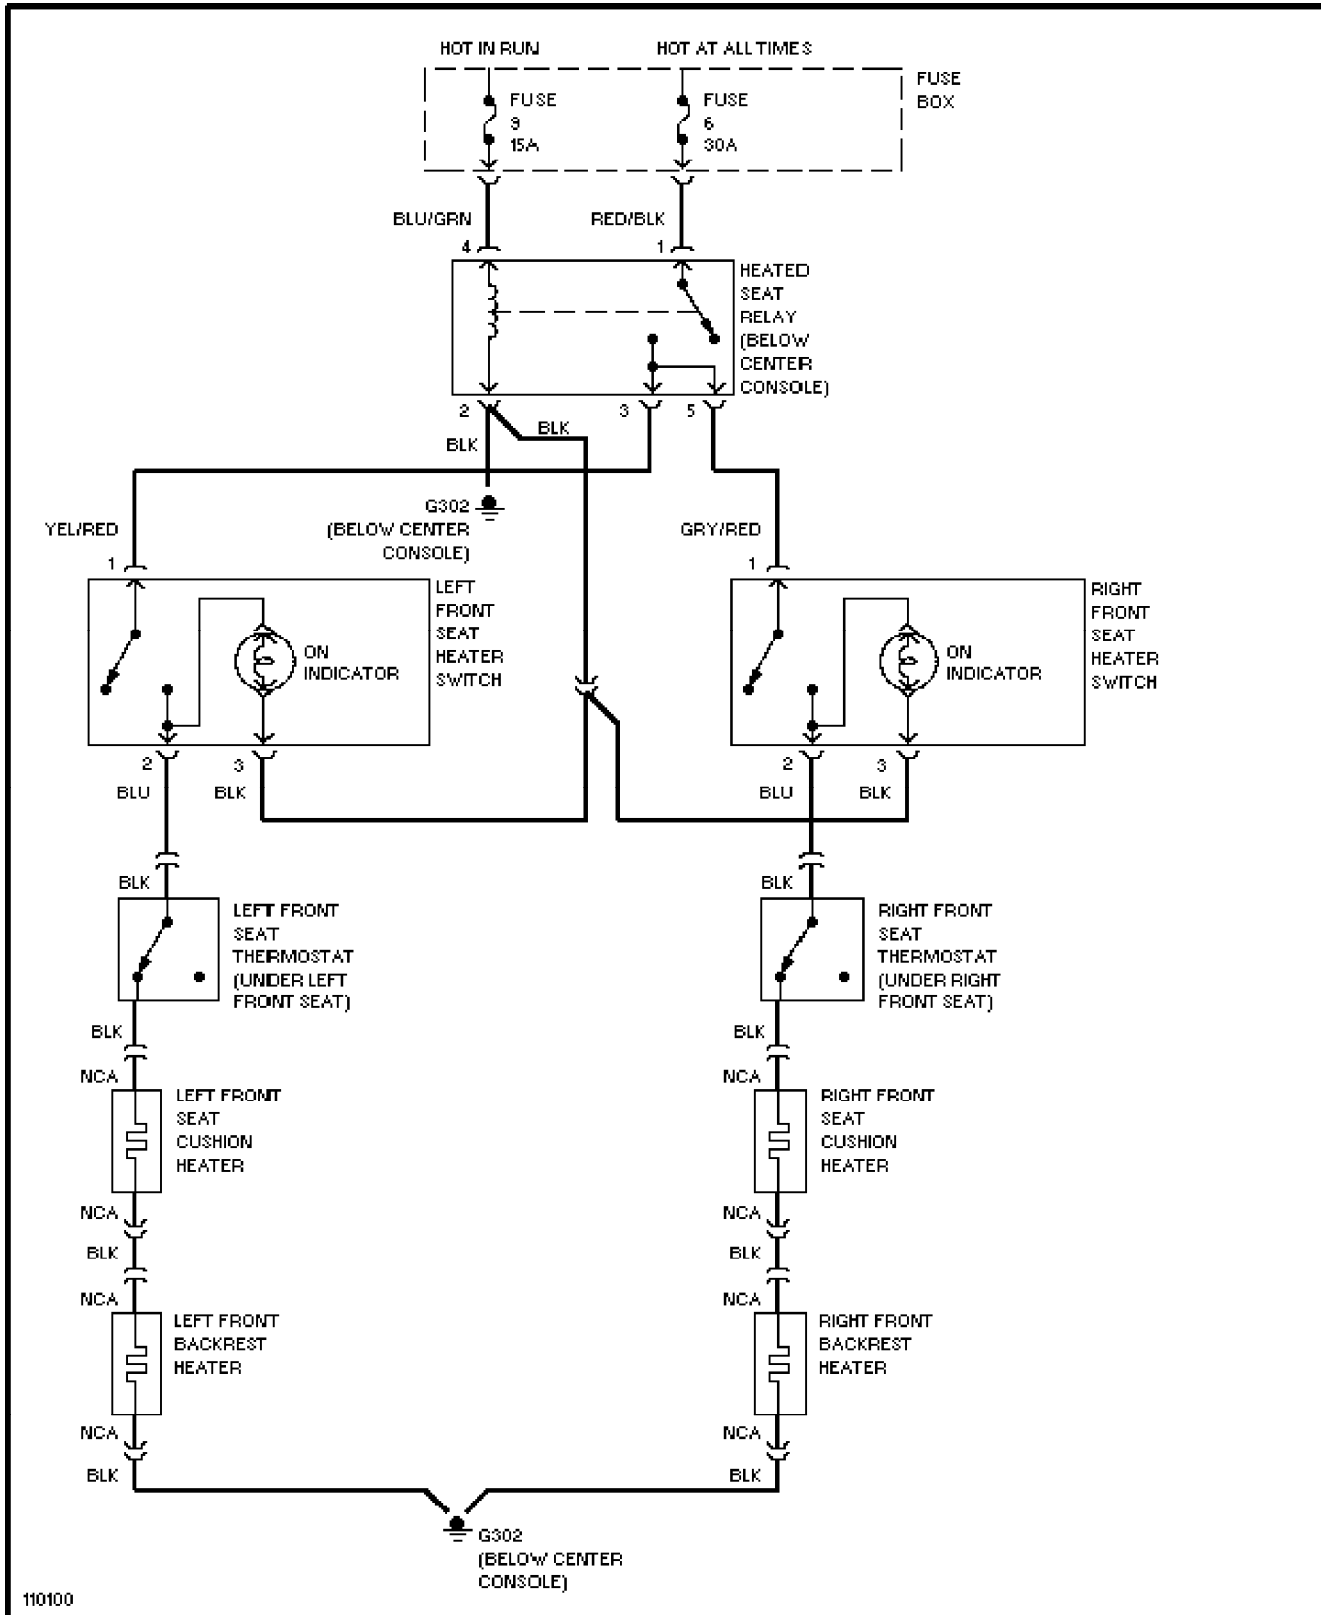 HOT IN RUN
HOT AT ALL TIMES
FUSE
9
15A
FUSE
6
30A
FUSE
BOX
BLU/GRN
RED/BLK
4
1
HEATED
SEAT
RELAY
(BELOW
CENTER
CONSOLE)
2
3
5
BLK
BLK
G302
(BELOW CENTER
CONSOLE)
YEL/RED
GRY/RED
1
1
LEFT
FRONT
SEAT
HEATER
SWITCH
ON
INDICATOR
RIGHT
FRONT
SEAT
HEATER
SWITCH
ON
INDICATOR
2
3
BLU
BLK
2
3
BLU
BLK
BLK
LEFT FRONT
SEAT
THERMOSTAT
(UNDER LEFT
FRONT SEAT)
BLK
RIGHT FRONT
SEAT
THERMOSTAT
(UNDER RIGHT
FRONT SEAT)
BLK
NCA
LEFT FRONT
SEAT
CUSHION
HEATER
BLK
NCA
RIGHT FRONT
SEAT
CUSHION
HEATER
NCA
BLK
NCA
LEFT FRONT
BACKREST
HEATER
NCA
BLK
NCA
RIGHT FRONT
BACKREST
HEATER
NCA
BLK
NCA
BLK
G302
(BELOW CENTER
CONSOLE)
110100